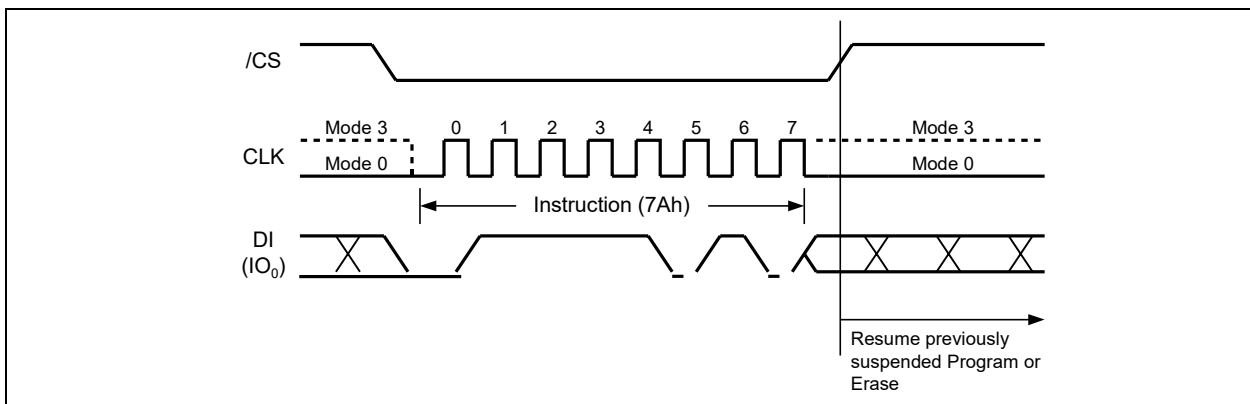 /CS
Mode 3
0 1 2 3 4 5 6 7
Mode 3
CLK
Mode 0
Mode 0
Instruction (7Ah)
DI
(IO₀)
Resume previously
suspended Program or
Erase